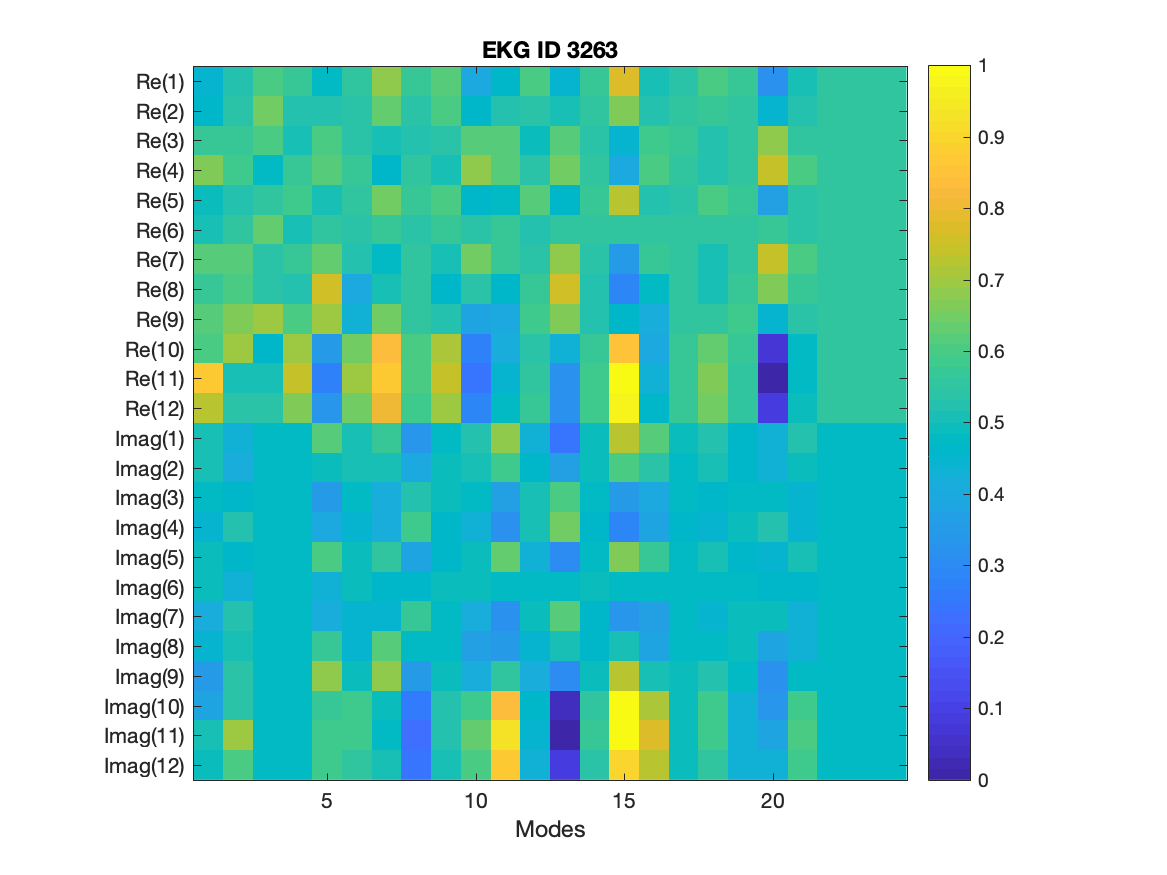 EKG ID 3263
Re(1)
Re(2)
Re(3)
Re(4)
Re(5)
Re(6)
Re(7)
Re(8)
Re(9)
Re(10)
Re(11)
Re(12)
Imag(1)
Imag(2)
Imag(3)
Imag(4)
Imag(5)
Imag(6)
Imag(7)
Imag(8)
Imag(9)
Imag(10)
Imag(11)
Imag(12)
5 10 15 20
Modes
1
0.9
0.8
0.7
0.6
0.5
0.4
0.3
0.2
0.1
0